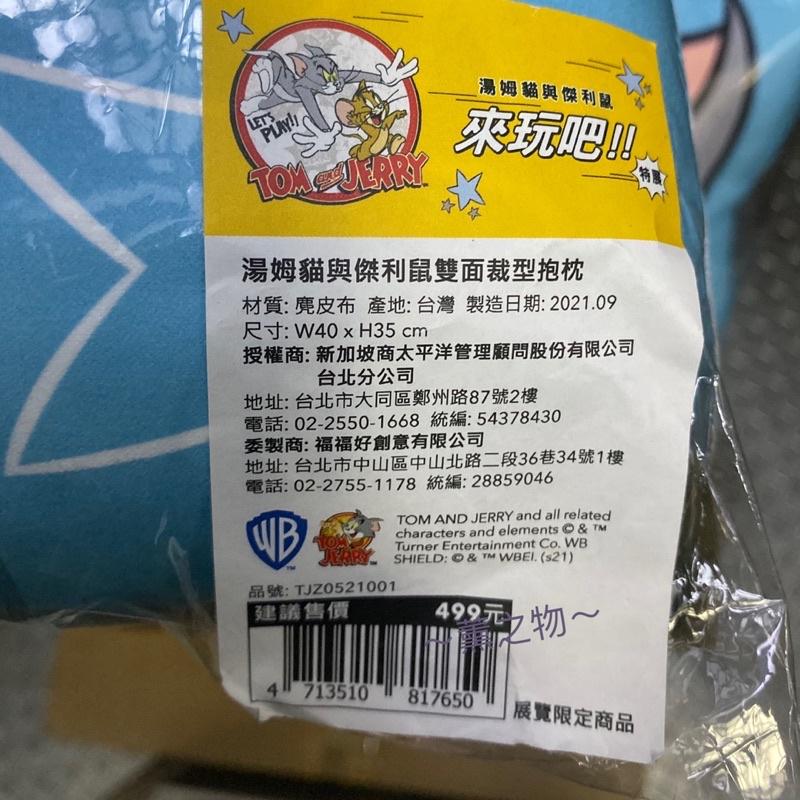 LET'S
PLAY!!
TOM AND JERRY
湯姆貓與傑利鼠
來玩吧!!
特展
湯姆貓與傑利鼠雙面裁型抱枕
材質: 麂皮布 產地: 台灣 製造日期: 2021.09
尺寸: W40 x H35 cm
授權商: 新加坡商太平洋管理顧問股份有限公司
台北分公司
地址: 台北市大同區鄭州路87號2樓
電話: 02-2550-1668 統編: 54378430
委製商: 福福好創意有限公司
地址: 台北市中山區中山北路二段36巷34號1樓
電話: 02-2755-1178 統編: 28859046
WB
TOM AND JERRY
TOM AND JERRY and all related
characters and elements © & ™
Turner Entertainment Co. WB
SHIELD: © & ™ WBEI. (s21)
品號: TJZ0521001
建議售價 499元
~薰之物~
4 713510 817650
展覽限定商品